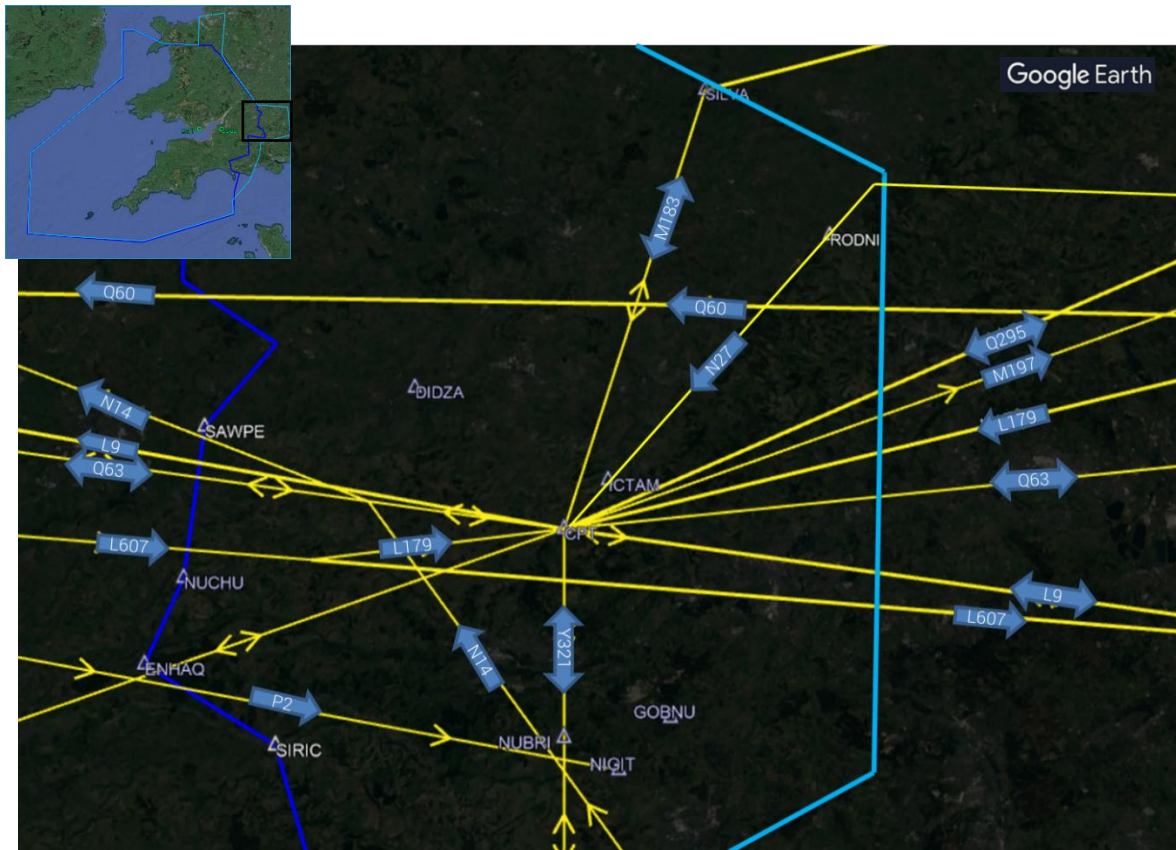 Google Earth
SILVA
M183
RODNI
Q60
Q60
N27
Q295
M197
DIDZA
N14
SAWPE
L9
Q63
L179
ICTAM
Q63
CPT
L607
L179
NUCHU
L9
L607
Y321
N14
ENHAQ
P2
GOBNU
NUBRI
SIRIC
NIGIT